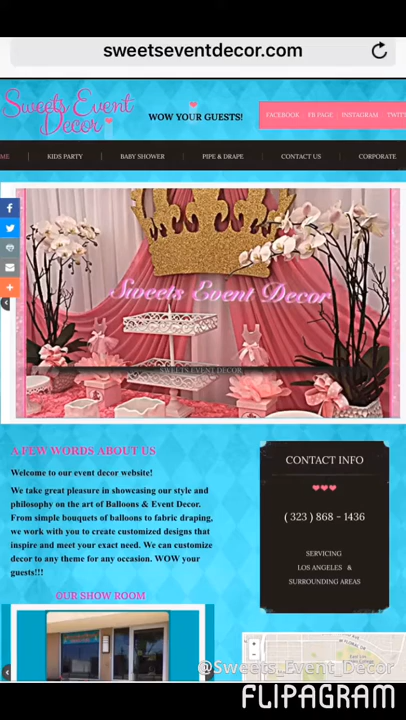 sweetseventdecor.com
Sweets Event
Decor
WOW YOUR GUESTS!
FACEBOOK FB PAGE INSTAGRAM
KIDS PARTY BABY SHOWER PIPE & DRAPE CONTACT US CORPORATE
Sweets Event Decor
SWEETS EVENT DECOR
A FEW WORDS ABOUT US
Welcome to our event decor website!
We take great pleasure in showcasing our style and
philosophy on the art of Balloons & Event Decor.
From simple bouquets of balloons to fabric draping,
we work with you to create customized designs that
inspire and meet your exact need. We can customize
decor to any theme for any occasion. WOW your
guests!!!
OUR SHOW ROOM
CONTACT INFO
( 323 ) 868 - 1436
SERVICING
LOS ANGELES &
SURROUNDING AREAS
@Sweets_Event_Decor
FLIPAGRAM